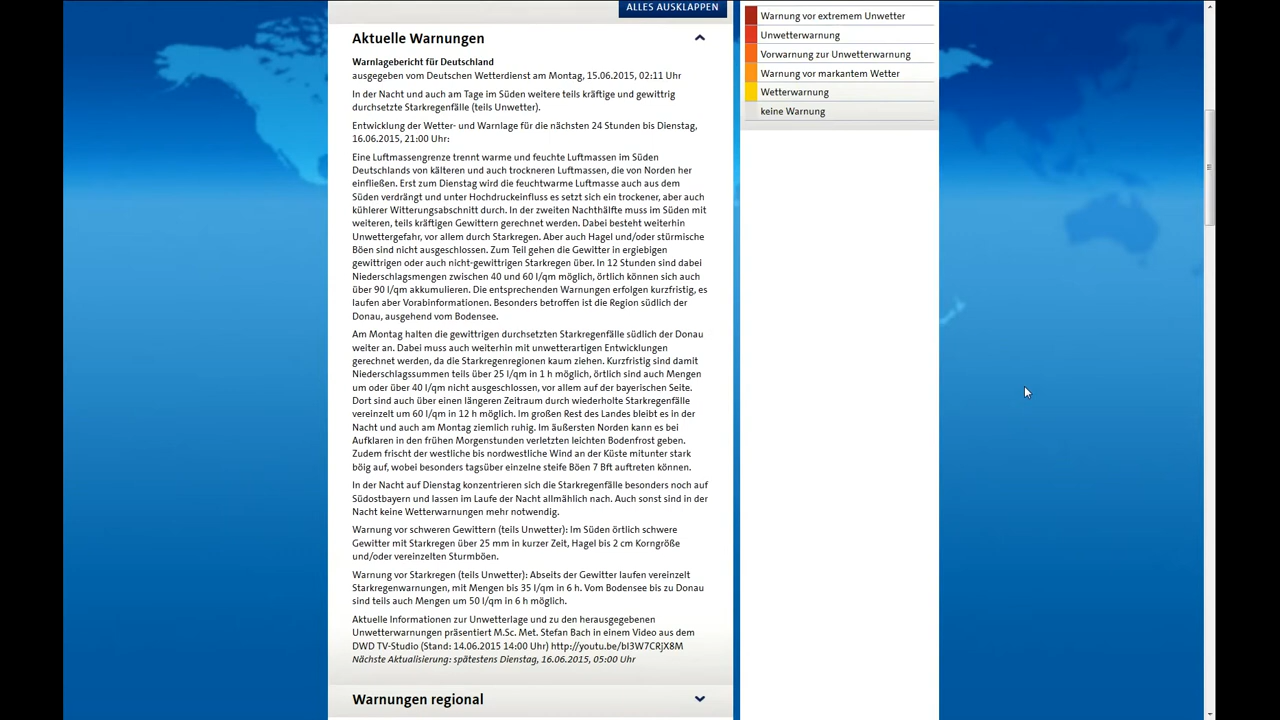 ALLES AUSKLAPPEN
Aktuelle Warnungen
Warnlagebericht für Deutschland
ausgegeben vom Deutschen Wetterdienst am Montag, 15.06.2015, 02:11 Uhr
In der Nacht und auch am Tage im Süden weitere teils kräftige und gewittrig
durchsetzte Starkregenfälle (teils Unwetter).
Entwicklung der Wetter- und Warnlage für die nächsten 24 Stunden bis Dienstag,
16.06.2015, 21:00 Uhr:
Eine Luftmassengrenze trennt warme und feuchte Luftmassen im Süden
Deutschlands von kälteren und auch trockneren Luftmassen, die von Norden her
einfließen. Erst zum Dienstag wird die feuchtwarme Luftmasse auch aus dem
Süden verdrängt und unter Hochdruckeinfluss es setzt sich ein trockener, aber auch
kühlerer Witterungsabschnitt durch. In der zweiten Nachthälfte muss im Süden mit
weiteren, teils kräftigen Gewittern gerechnet werden. Dabei besteht weiterhin
Unwettergefahr, vor allem durch Starkregen. Aber auch Hagel und/oder stürmische
Böen sind nicht ausgeschlossen. Zum Teil gehen die Gewitter in ergiebigen
gewittrigen oder auch nicht-gewittrigen Starkregen über. In 12 Stunden sind dabei
Niederschlagsmengen zwischen 40 und 60 l/qm möglich, örtlich können sich auch
über 90 l/qm akkumulieren. Die entsprechenden Warnungen erfolgen kurzfristig, es
laufen aber Vorabinformationen. Besonders betroffen ist die Region südlich der
Donau, ausgehend vom Bodensee.
Am Montag halten die gewittrigen durchsetzten Starkregenfälle südlich der Donau
weiter an. Dabei muss auch weiterhin mit unwetterartigen Entwicklungen
gerechnet werden, da die Starkregenregionen kaum ziehen. Kurzfristig sind damit
Niederschlagssummen teils über 25 l/qm in 1 h möglich, örtlich sind auch Mengen
um oder über 40 l/qm nicht ausgeschlossen, vor allem auf der bayerischen Seite.
Dort sind auch über einen längeren Zeitraum durch wiederholte Starkregenfälle
vereinzelt um 60 l/qm in 12 h möglich. Im großen Rest des Landes bleibt es in der
Nacht und auch am Montag ziemlich ruhig. Im äußersten Norden kann es bei
Aufklaren in den frühen Morgenstunden verletzten leichten Bodenfrost geben.
Zudem frischt der westliche bis nordwestliche Wind an der Küste mitunter stark
böig auf, wobei besonders tagsüber einzelne steife Böen 7 Bft auftreten können.
In der Nacht auf Dienstag konzentrieren sich die Starkregenfälle besonders noch auf
Südostbayern und lassen im Laufe der Nacht allmählich nach. Auch sonst sind in der
Nacht keine Wetterwarnungen mehr notwendig.
Warnung vor schweren Gewittern (teils Unwetter): Im Süden örtlich schwere
Gewitter mit Starkregen über 25 mm in kurzer Zeit, Hagel bis 2 cm Korngröße
und/oder vereinzelten Sturmböen.
Warnung vor Starkregen (teils Unwetter): Abseits der Gewitter laufen vereinzelt
Starkregenwarnungen, mit Mengen bis 35 l/qm in 6 h. Vom Bodensee bis zu Donau
sind teils auch Mengen um 50 l/qm in 6 h möglich.
Aktuelle Informationen zur Unwetterlage und zu den herausgegebenen
Unwetterwarnungen präsentiert M.Sc. Met. Stefan Bach in einem Video aus dem
DWD TV-Studio (Stand: 14.06.2015 14:00 Uhr) http://youtu.be/bI3W7CRjX8M
Nächste Aktualisierung: spätestens Dienstag, 16.06.2015, 05:00 Uhr
Warnungen regional
Warnung vor extremem Unwetter
Unwetterwarnung
Vorwarnung zur Unwetterwarnung
Warnung vor markantem Wetter
Wetterwarnung
keine Warnung